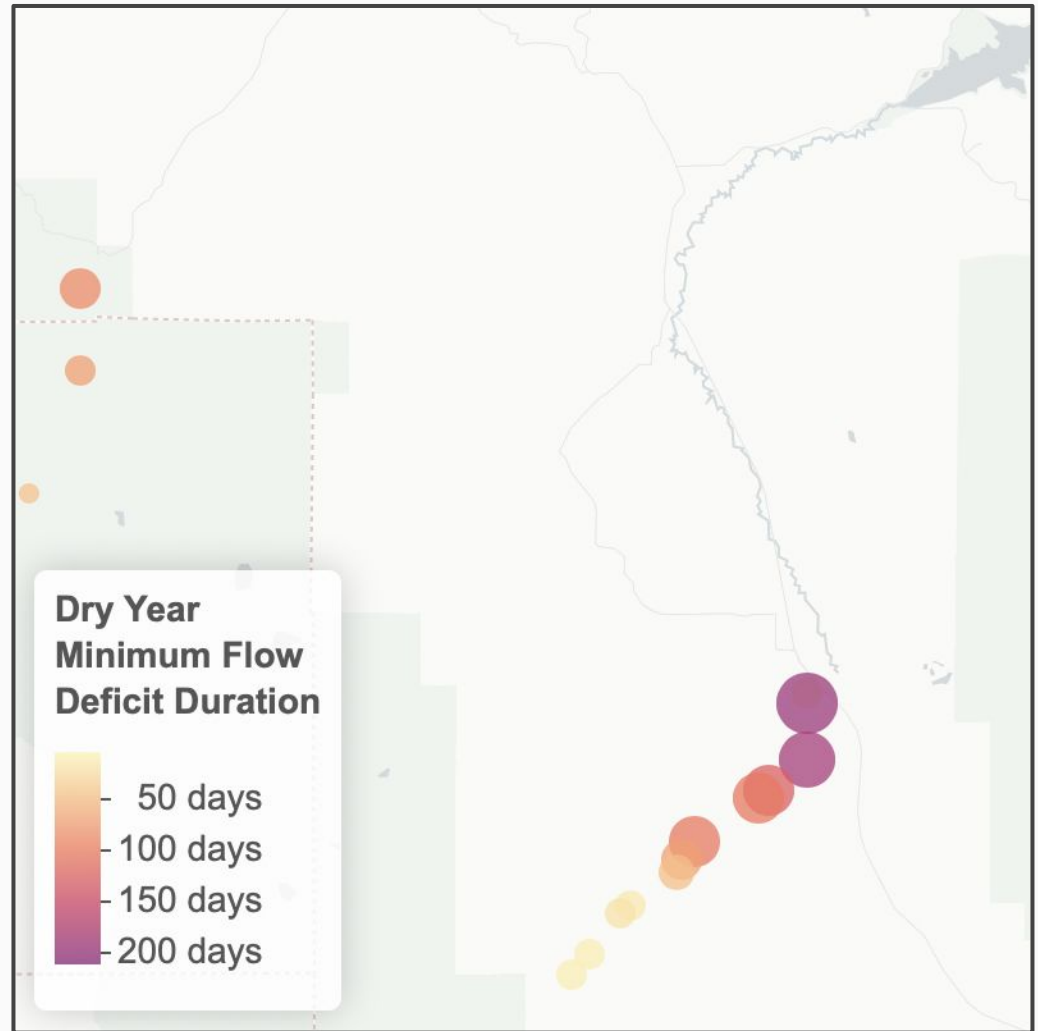 Dry Year
Minimum Flow
Deficit Duration
50 days
100 days
150 days
200 days